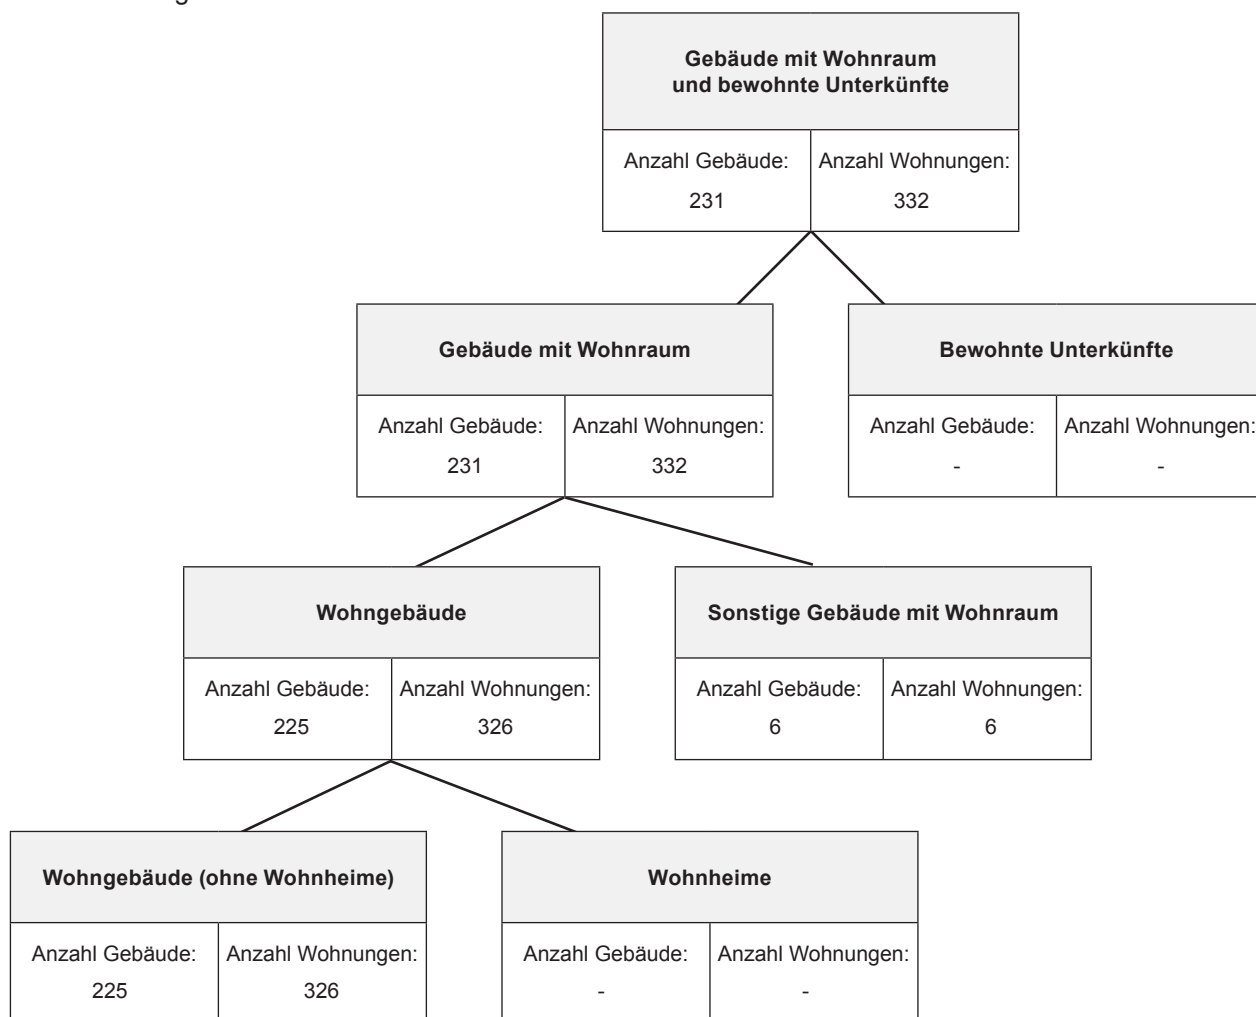 Gebäude mit Wohnraum
und bewohnte Unterkünfte
Anzahl Gebäude: Anzahl Wohnungen:
231 332
Gebäude mit Wohnraum
Bewohnte Unterkünfte
Anzahl Gebäude: Anzahl Wohnungen: Anzahl Gebäude: Anzahl Wohnungen:
231 332 - -
Wohngebäude
Sonstige Gebäude mit Wohnraum
Anzahl Gebäude: Anzahl Wohnungen: Anzahl Gebäude: Anzahl Wohnungen:
225 326 6 6
Wohngebäude (ohne Wohnheime)
Wohnheime
Anzahl Gebäude: Anzahl Wohnungen: Anzahl Gebäude: Anzahl Wohnungen:
225 326 - -